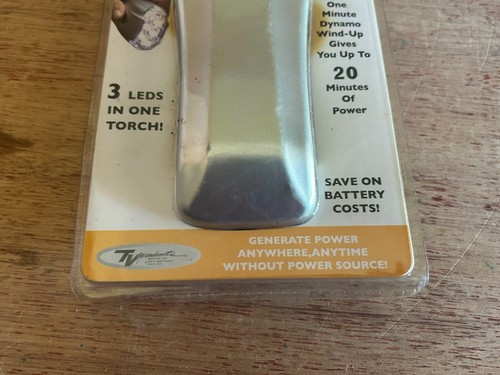 One
Minute
Dynamo
Wind-Up
Gives
You Up To
20
Minutes
Of
Power
3 LEDS
IN ONE
TORCH!
SAVE ON
BATTERY
COSTS!
TV
GENERATE POWER
ANYWHERE,ANYTIME
WITHOUT POWER SOURCE!